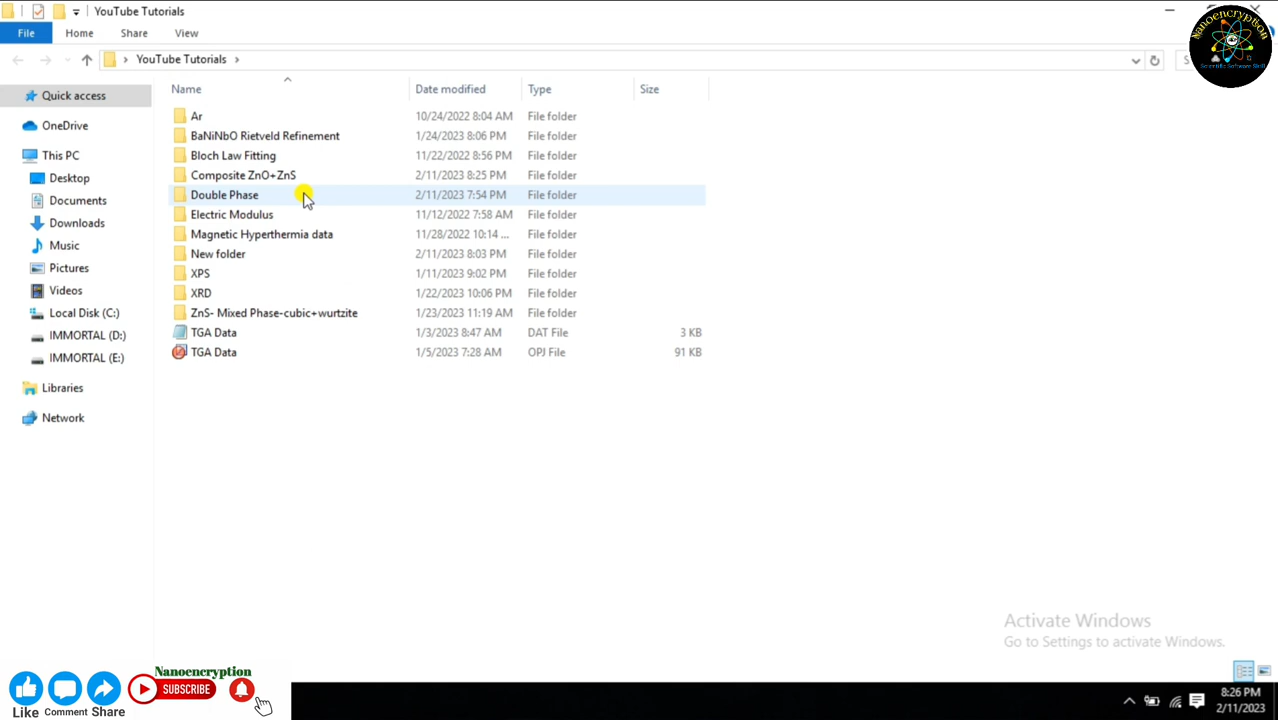 YouTube Tutorials
Nanoencryption
Scientific Software Skill
File Home Share View
YouTube Tutorials
Name Date modified Type Size
Quick access
OneDrive
This PC
Desktop
Documents
Downloads
Music
Pictures
Videos
Local Disk (C:)
IMMORTAL (D:)
IMMORTAL (E:)
Libraries
Network
Ar 10/24/2022 8:04 AM File folder
BaNiNbO Rietveld Refinement 1/24/2023 8:06 PM File folder
Bloch Law Fitting 11/22/2022 8:56 PM File folder
Composite ZnO+ZnS 2/11/2023 8:25 PM File folder
Double Phase 2/11/2023 7:54 PM File folder
Electric Modulus 11/12/2022 7:58 AM File folder
Magnetic Hyperthermia data 11/28/2022 10:14 ... File folder
New folder 2/11/2023 8:03 PM File folder
XPS 1/11/2023 9:02 PM File folder
XRD 1/22/2023 10:06 PM File folder
ZnS- Mixed Phase-cubic+wurtzite 1/23/2023 11:19 AM File folder
TGA Data 1/3/2023 8:47 AM DAT File 3 KB
TGA Data 1/5/2023 7:28 AM OPJ File 91 KB
Activate Windows
Go to Settings to activate Windows.
Nanoencryption
SUBSCRIBE
Like Comment Share
8:26 PM
2/11/2023